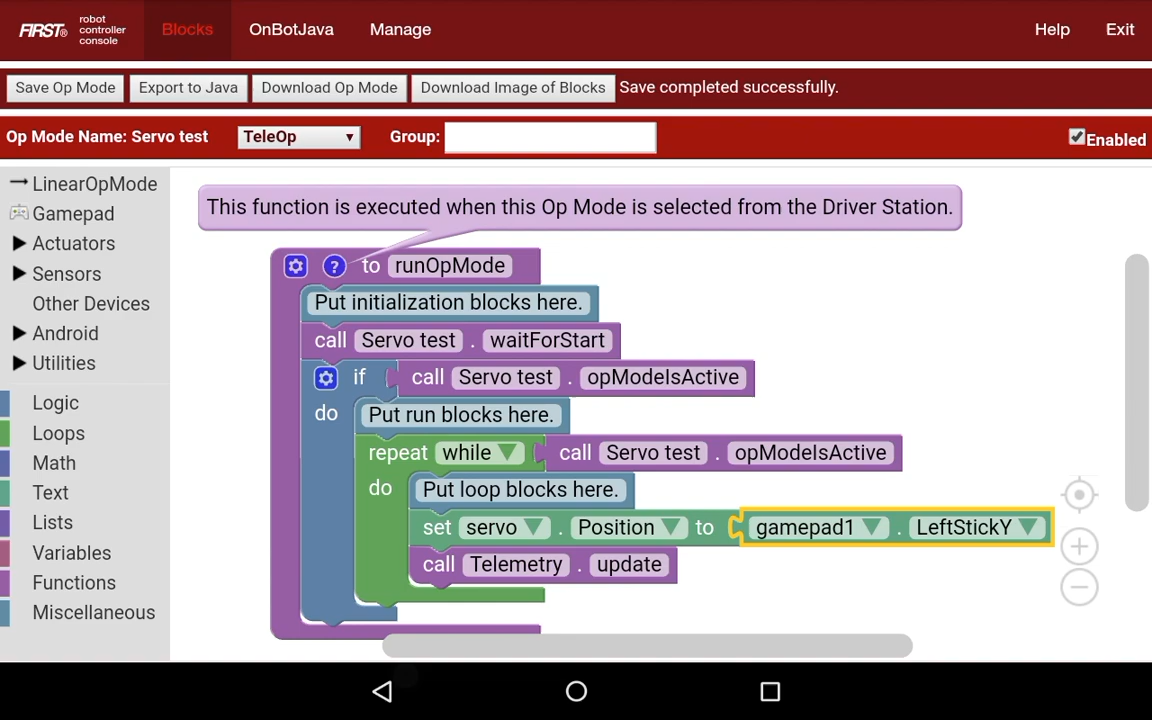 FIRST® robot controller console Blocks OnBotJava Manage Help Exit
Save Op Mode Export to Java Download Op Mode Download Image of Blocks Save completed successfully.
Op Mode Name: Servo test TeleOp Group: Enabled
LinearOpMode
Gamepad
Actuators
Sensors
Other Devices
Android
Utilities
Logic
Loops
Math
Text
Lists
Variables
Functions
Miscellaneous
This function is executed when this Op Mode is selected from the Driver Station.
? to runOpMode
Put initialization blocks here.
call Servo test . waitForStart
if call Servo test . opModeIsActive
do Put run blocks here.
repeat while call Servo test . opModeIsActive
do Put loop blocks here.
set servo . Position to gamepad1 . LeftStickY
call Telemetry . update